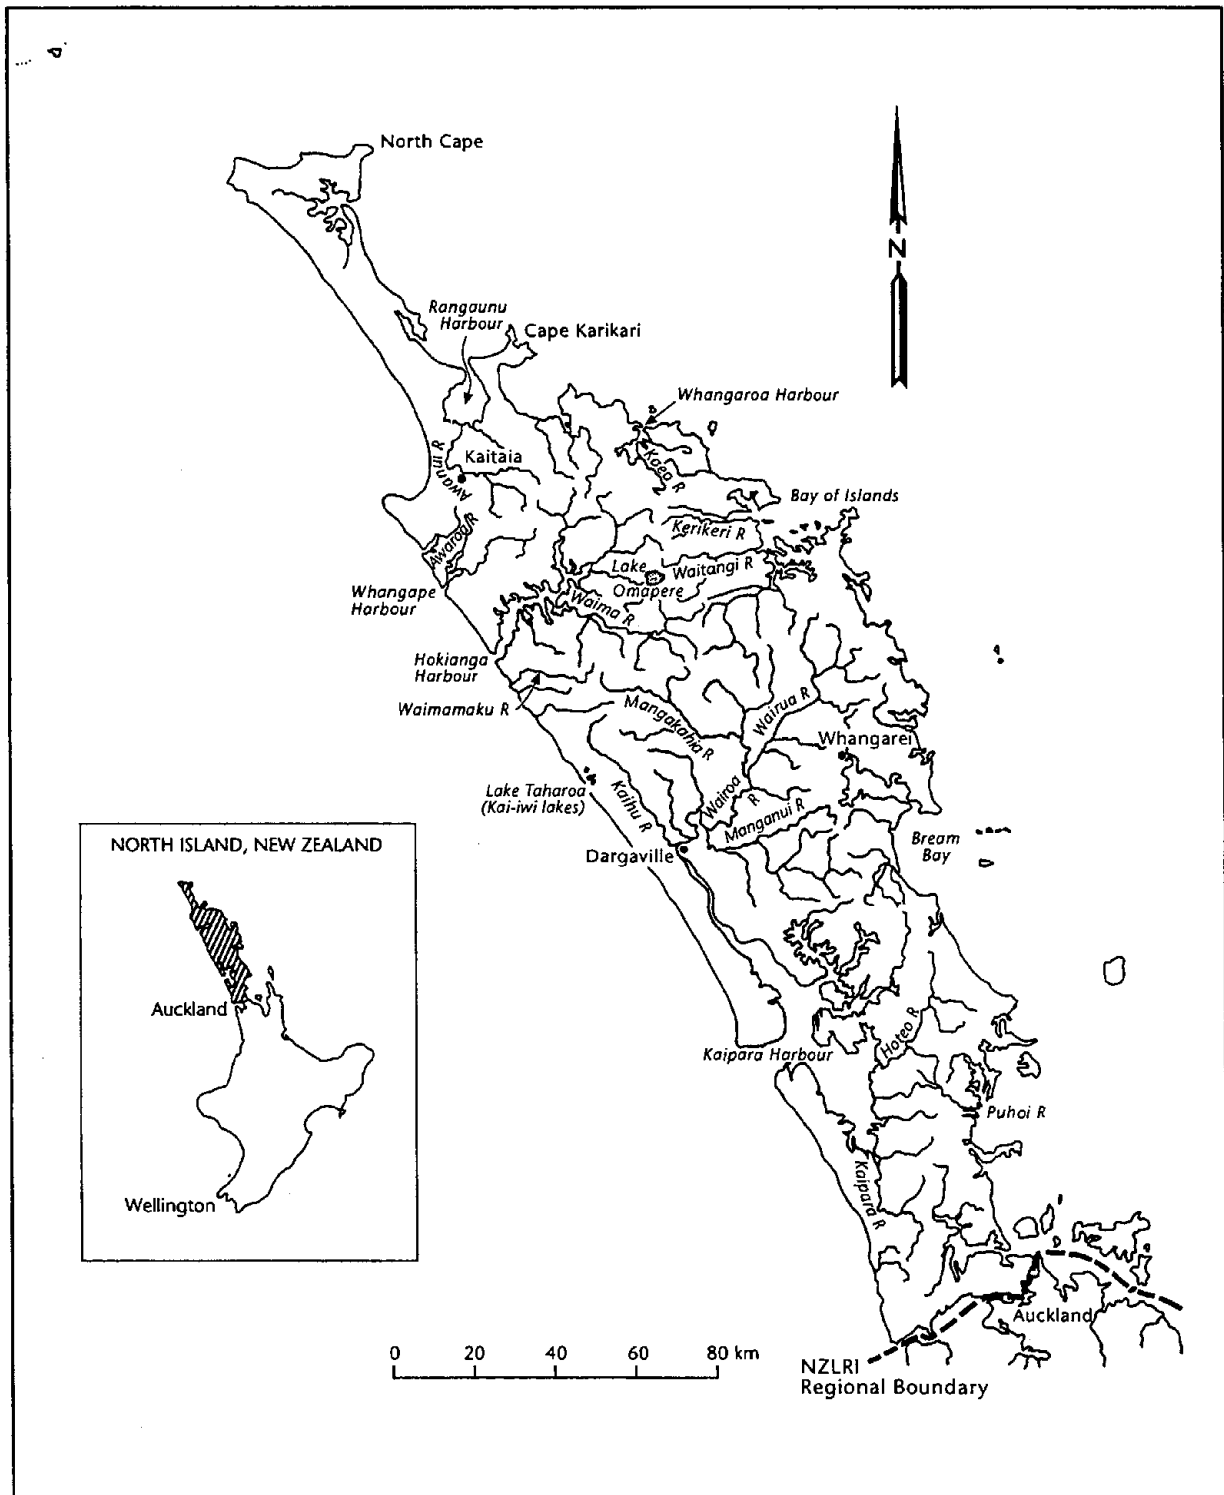 North Cape
N
Rangaunu
Harbour
Cape Karikari
Whangaroa Harbour
Awanui R
Kaitaia
Kaeo R
Bay of Islands
Kerikeri R
Awaroa R
Lake
Omapere
Waitangi R
Whangape
Harbour
Waima R
Hokianga
Harbour
Waimamaku R
Mangakahia R
Wairua R
Whangarei
Lake Taharoa
(Kai-iwi lakes)
Kaihu R
Wairoa
R
Manganui R
Dargaville
Bream
Bay
NORTH ISLAND, NEW ZEALAND
Auckland
Wellington
Kaipara Harbour
Hoteo R
Puhoi R
Kaipara R
Auckland
0 20 40 60 80 km
NZLRI
Regional Boundary